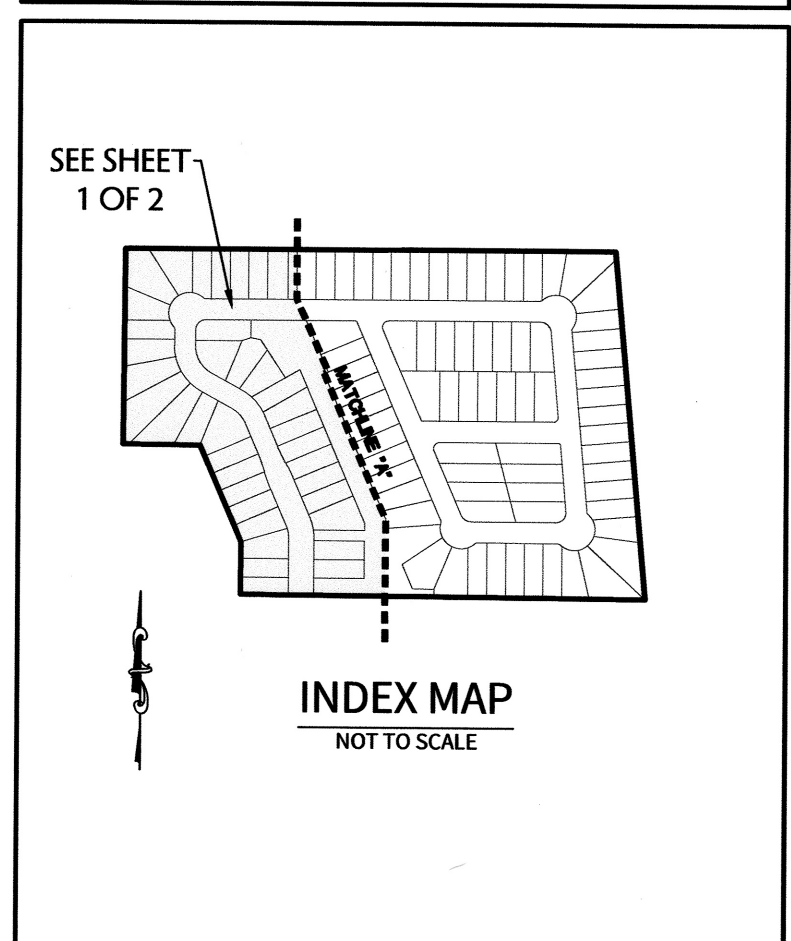 SEE SHEET
1 OF 2
MATCHLINE 'A'
INDEX MAP
NOT TO SCALE